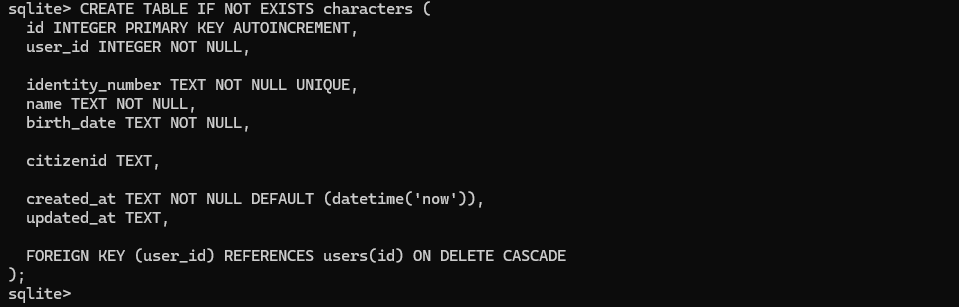 sqlite> CREATE TABLE IF NOT EXISTS characters (
  id INTEGER PRIMARY KEY AUTOINCREMENT,
  user_id INTEGER NOT NULL,

  identity_number TEXT NOT NULL UNIQUE,
  name TEXT NOT NULL,
  birth_date TEXT NOT NULL,

  citizenid TEXT,

  created_at TEXT NOT NULL DEFAULT (datetime('now')),
  updated_at TEXT,

  FOREIGN KEY (user_id) REFERENCES users(id) ON DELETE CASCADE
);
sqlite>